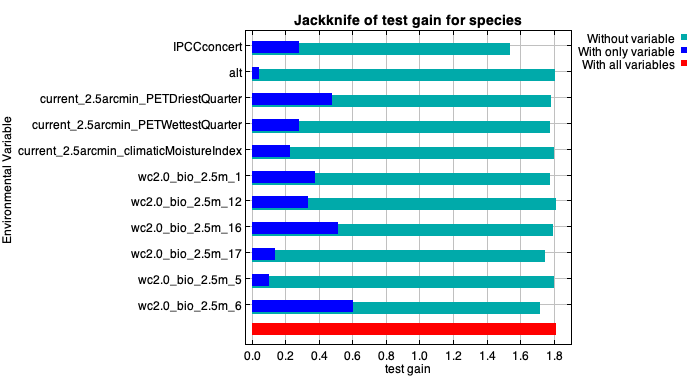 Jackknife of test gain for species
Without variable
With only variable
With all variables
Environmental Variable
IPCCconcert
alt
current_2.5arcmin_PETDriestQuarter
current_2.5arcmin_PETWettestQuarter
current_2.5arcmin_climaticMoistureIndex
wc2.0_bio_2.5m_1
wc2.0_bio_2.5m_12
wc2.0_bio_2.5m_16
wc2.0_bio_2.5m_17
wc2.0_bio_2.5m_5
wc2.0_bio_2.5m_6
0.0 0.2 0.4 0.6 0.8 1.0 1.2 1.4 1.6 1.8
test gain